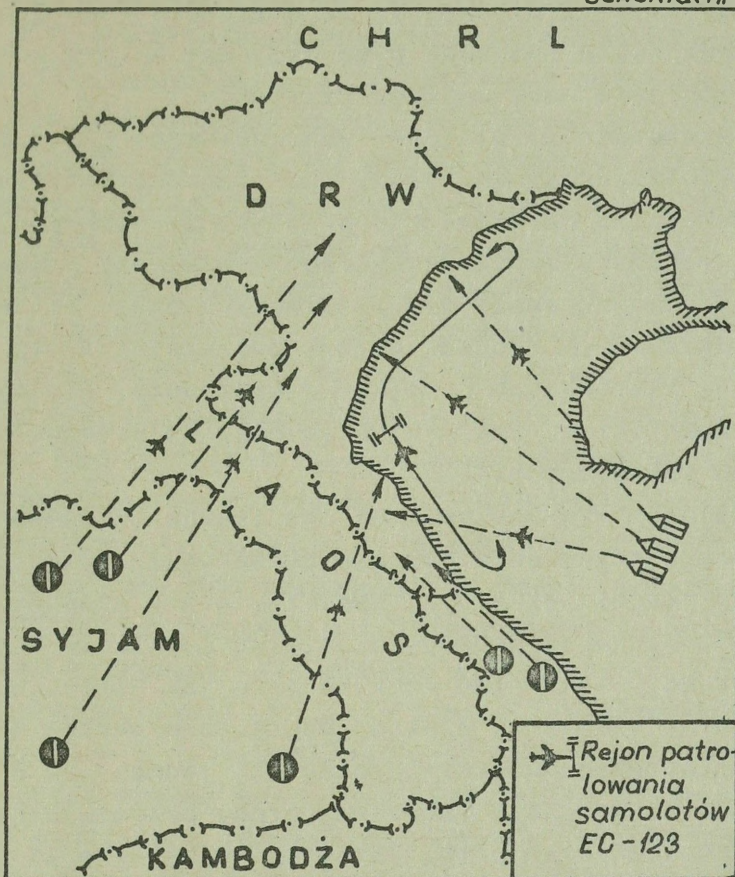 C H R L
D R W
L A O S
SYJAM
KAMBODŻA
Rejon patro-
lowania
samolotów
EC-123